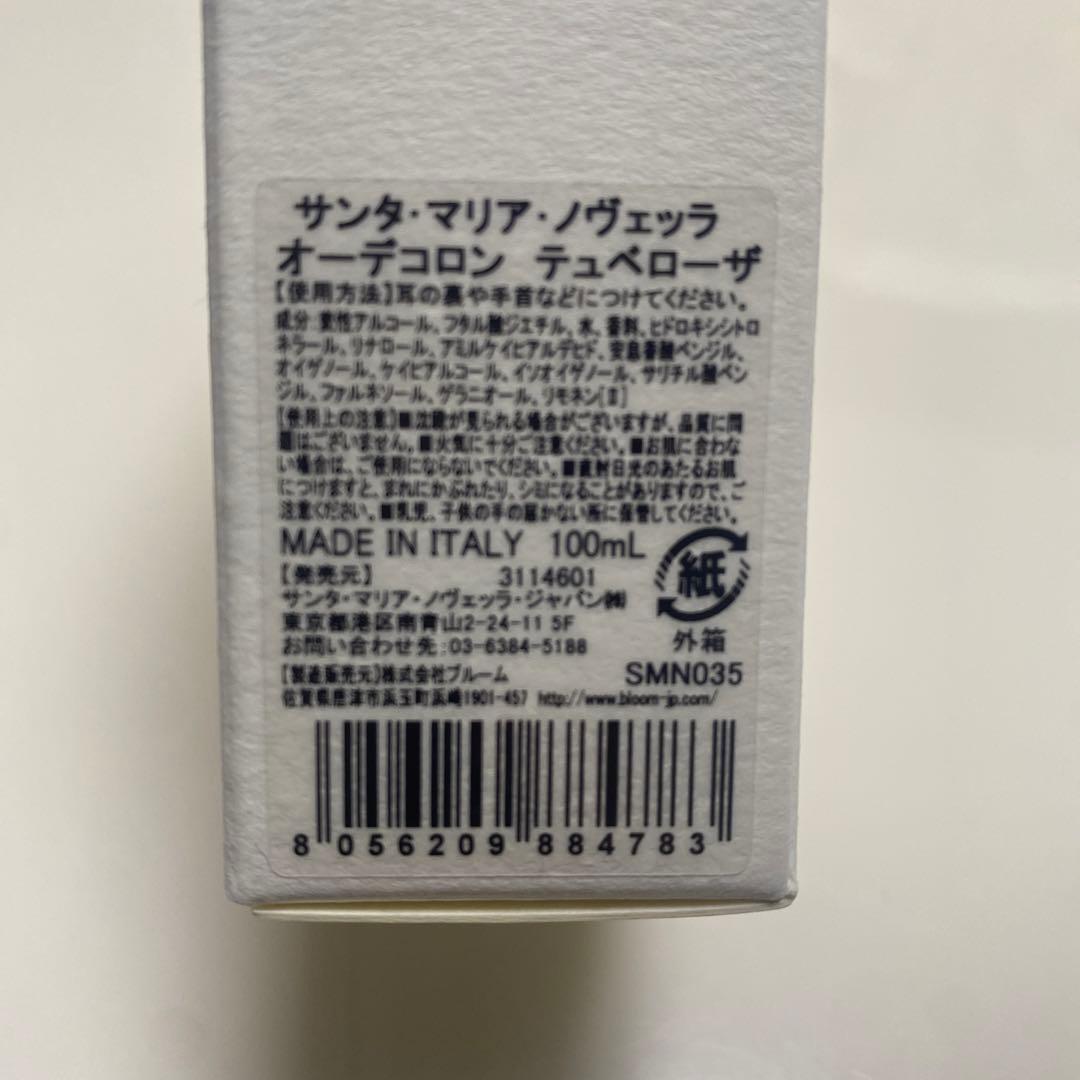 サンタ・マリア・ノヴェッラ
オーデコロン テュベローザ
【使用方法】耳の裏や手首などにつけてください。
成分:変性アルコール、フタル酸ジエチル、水、香料、ヒドロキシシトロ
ネラール、リナロール、アミルケイヒアルデヒド、安息香酸ベンジル、
オイゲノール、ケイヒアルコール、イソオイゲノール、サリチル酸ベン
ジル、ファルネソール、ゲラニオール、リモネン[Ⅱ]
【使用上の注意】■沈殿が見られる場合がございますが、品質に問
題はございません。■火気に十分ご注意ください。■お肌に合わな
い場合は、ご使用にならないでください。■直射日光のあたるお肌
につけますと、まれにかぶれたり、シミになることがありますので、ご
注意ください。■乳児、子供の手の届かない所に保管してください。
MADE IN ITALY 100mL
【発売元】 3114601
サンタ・マリア・ノヴェッラ・ジャパン㈱
東京都港区南青山2-24-11 5F
お問い合わせ先:03-6384-5188
紙
外箱
【製造販売元】株式会社ブルーム SMN035
佐賀県唐津市浜玉町浜崎1901-457 http://www.bloom-jp.com/
8 056209 884783